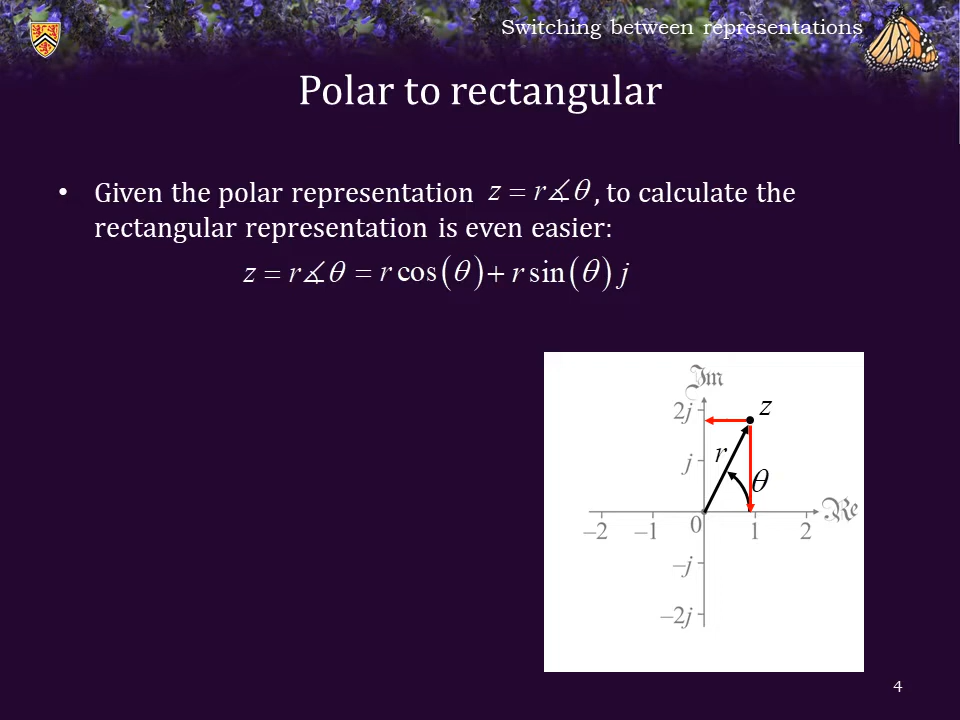 Switching between representations
Polar to rectangular
• Given the polar representation z = r∡θ, to calculate the
rectangular representation is even easier:
z = r∡θ = r cos(θ) + r sin(θ) j
ℑm
2j
z
r
j
θ
ℜe
–2
–1
0
1
2
–j
–2j
4